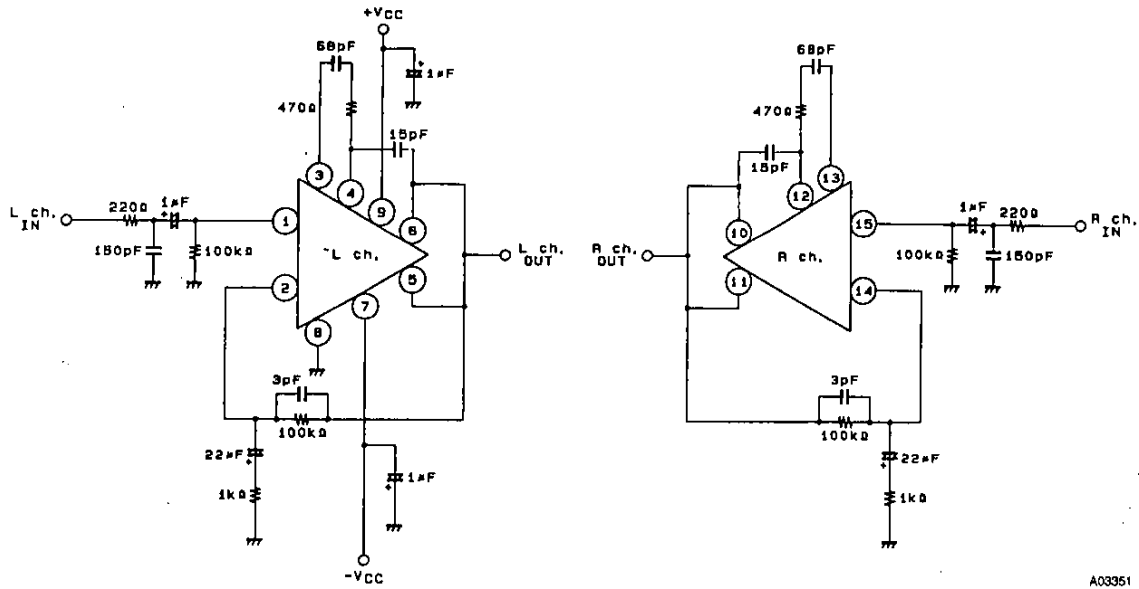 +VCC
68pF
1µF
470Ω
15pF
3
4
9
6
L ch.
IN
220Ω
1µF
1
150pF
100kΩ
~L ch.
L ch.
OUT
2
5
7
8
3pF
100kΩ
22µF
1kΩ
1µF
-VCC
68pF
470Ω
15pF
13
12
10
1µF
220Ω
R ch.
IN
15
R ch.
OUT
R ch.
100kΩ
150pF
11
14
3pF
100kΩ
22µF
1kΩ
A03351